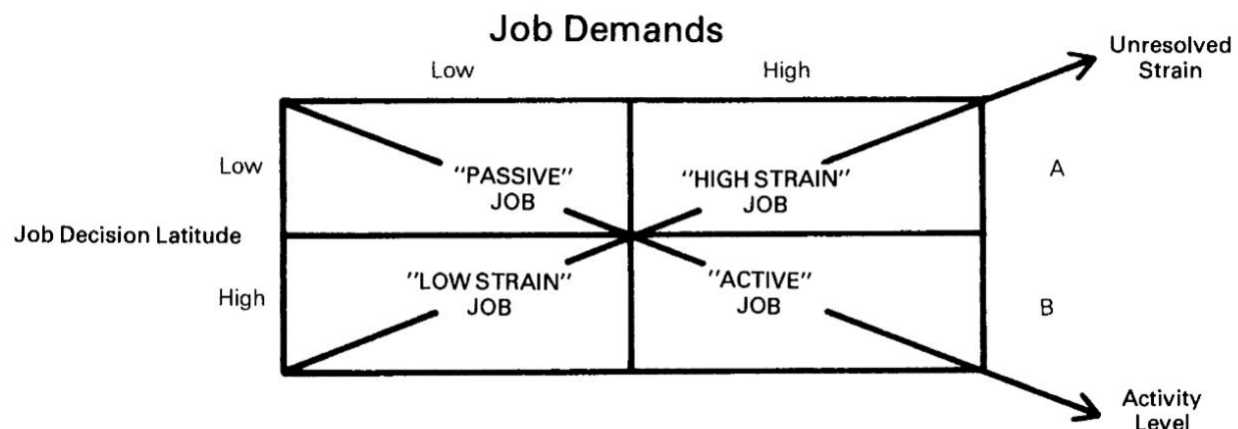 Job Demands
Low
High
Unresolved
Strain
Low
"PASSIVE"
JOB
"HIGH STRAIN"
JOB
A
Job Decision Latitude
High
"LOW STRAIN"
JOB
"ACTIVE"
JOB
B
Activity
Level